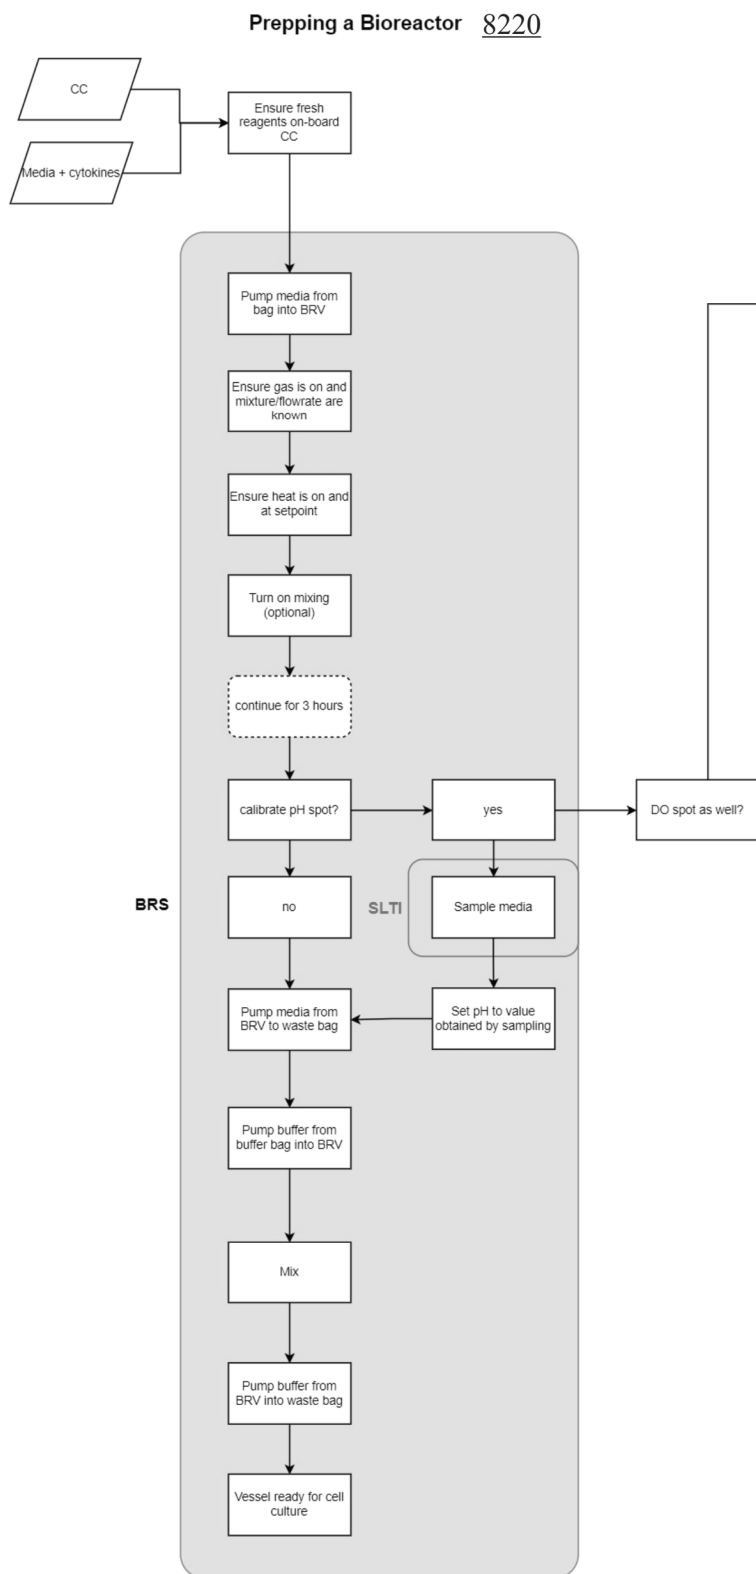 Prepping a Bioreactor 8220
CC
Media + cytokines
Ensure fresh
reagents on-board
CC
Pump media from
bag into BRV
Ensure gas is on and
mixture/flowrate are
known
Ensure heat is on and
at setpoint
Turn on mixing
(optional)
continue for 3 hours
calibrate pH spot?
yes
DO spot as well?
BRS
no
SLTI
Sample media
Pump media from
BRV to waste bag
Set pH to value
obtained by sampling
Pump buffer from
buffer bag into BRV
Mix
Pump buffer from
BRV into waste bag
Vessel ready for cell
culture